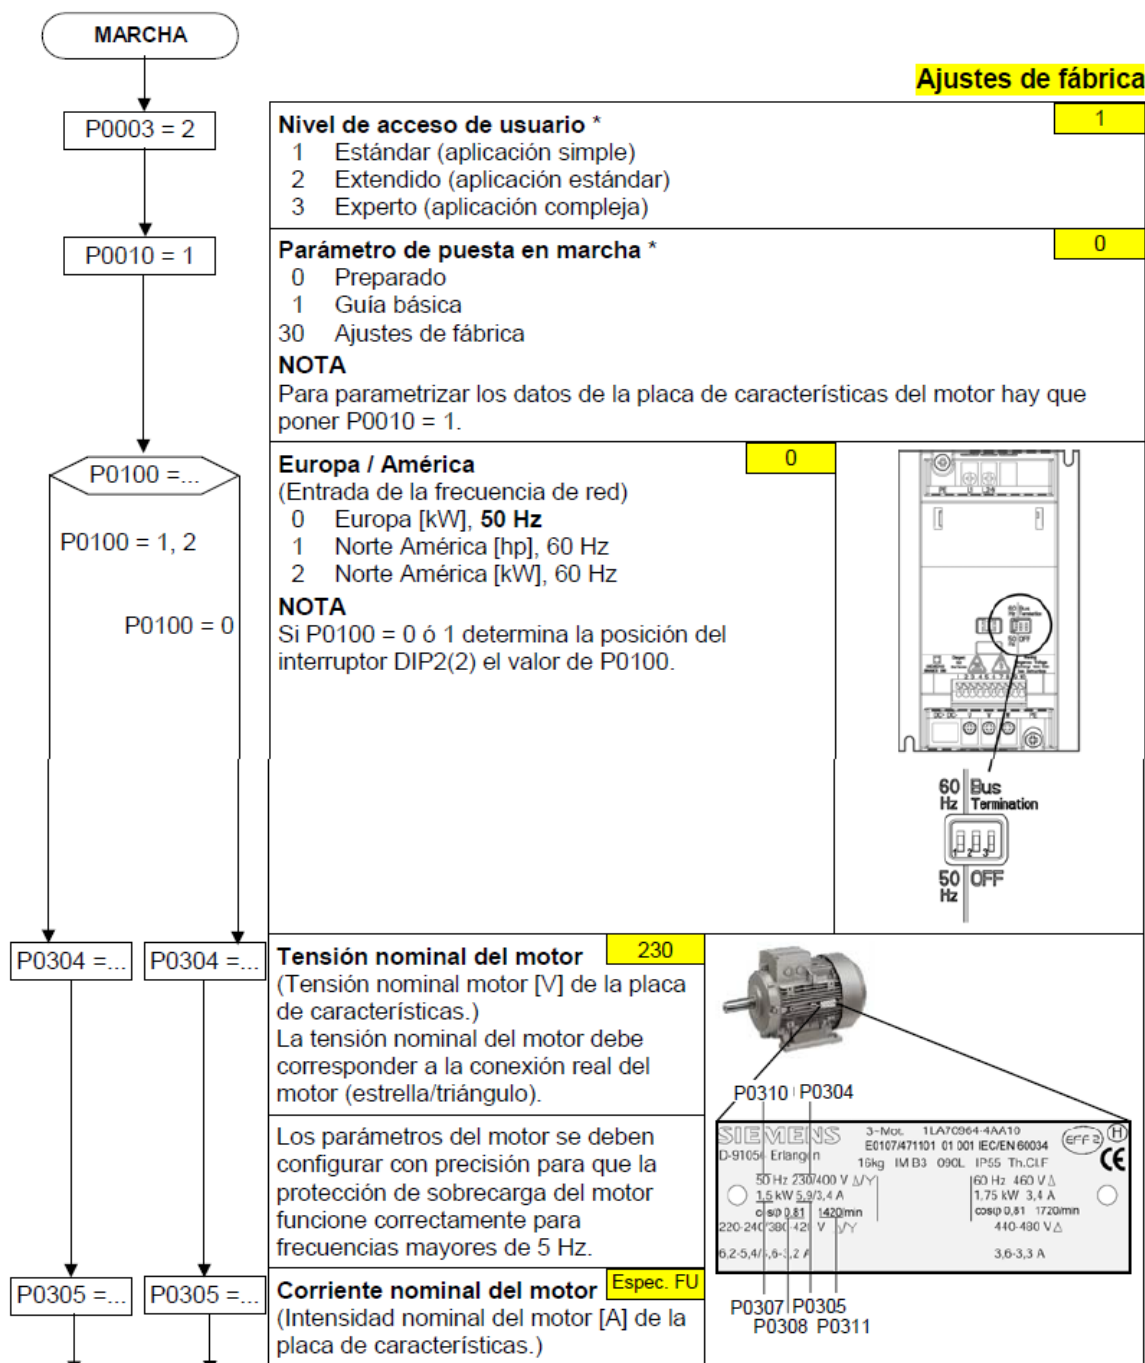 MARCHA
Ajustes de fábrica
P0003 = 2
Nivel de acceso de usuario *
1
1 Estándar (aplicación simple)
2 Extendido (aplicación estándar)
3 Experto (aplicación compleja)
P0010 = 1
Parámetro de puesta en marcha *
0
0 Preparado
1 Guía básica
30 Ajustes de fábrica
NOTA
Para parametrizar los datos de la placa de características del motor hay que
poner P0010 = 1.
P0100 =...
P0100 = 1, 2
P0100 = 0
Europa / América
0
(Entrada de la frecuencia de red)
0 Europa [kW], 50 Hz
1 Norte América [hp], 60 Hz
2 Norte América [kW], 60 Hz
NOTA
Si P0100 = 0 ó 1 determina la posición del
interruptor DIP2(2) el valor de P0100.
60 Hz
Bus Termination
1 2 3
50 Hz
OFF
P0304 =...
P0304 =...
Tensión nominal del motor
230
(Tensión nominal motor [V] de la placa
de características.)
La tensión nominal del motor debe
corresponder a la conexión real del
motor (estrella/triángulo).
Los parámetros del motor se deben
configurar con precisión para que la
protección de sobrecarga del motor
funcione correctamente para
frecuencias mayores de 5 Hz.
P0310 P0304
SIEMENS
3~Mot. 1LA70964-4AA10
E0107/471101 01 001 IEC/EN 60034
EFF 2
H
CE
D-91056 Erlangen
16kg IM B3 090L IP55 Th.Cl.F
50 Hz 230/400 V Δ/Y
60 Hz 460 V Δ
1,5 kW 5,9/3,4 A
1,75 kW 3,4 A
cosφ 0,81 1420/min
cosφ 0,81 1720/min
220-240/380-420 V Δ/Y
440-480 V Δ
3,6-3,3 A
P0307 P0305
P0308 P0311
P0305 =...
P0305 =...
Corriente nominal del motor
Espec. FU
(Intensidad nominal del motor [A] de la
placa de características.)